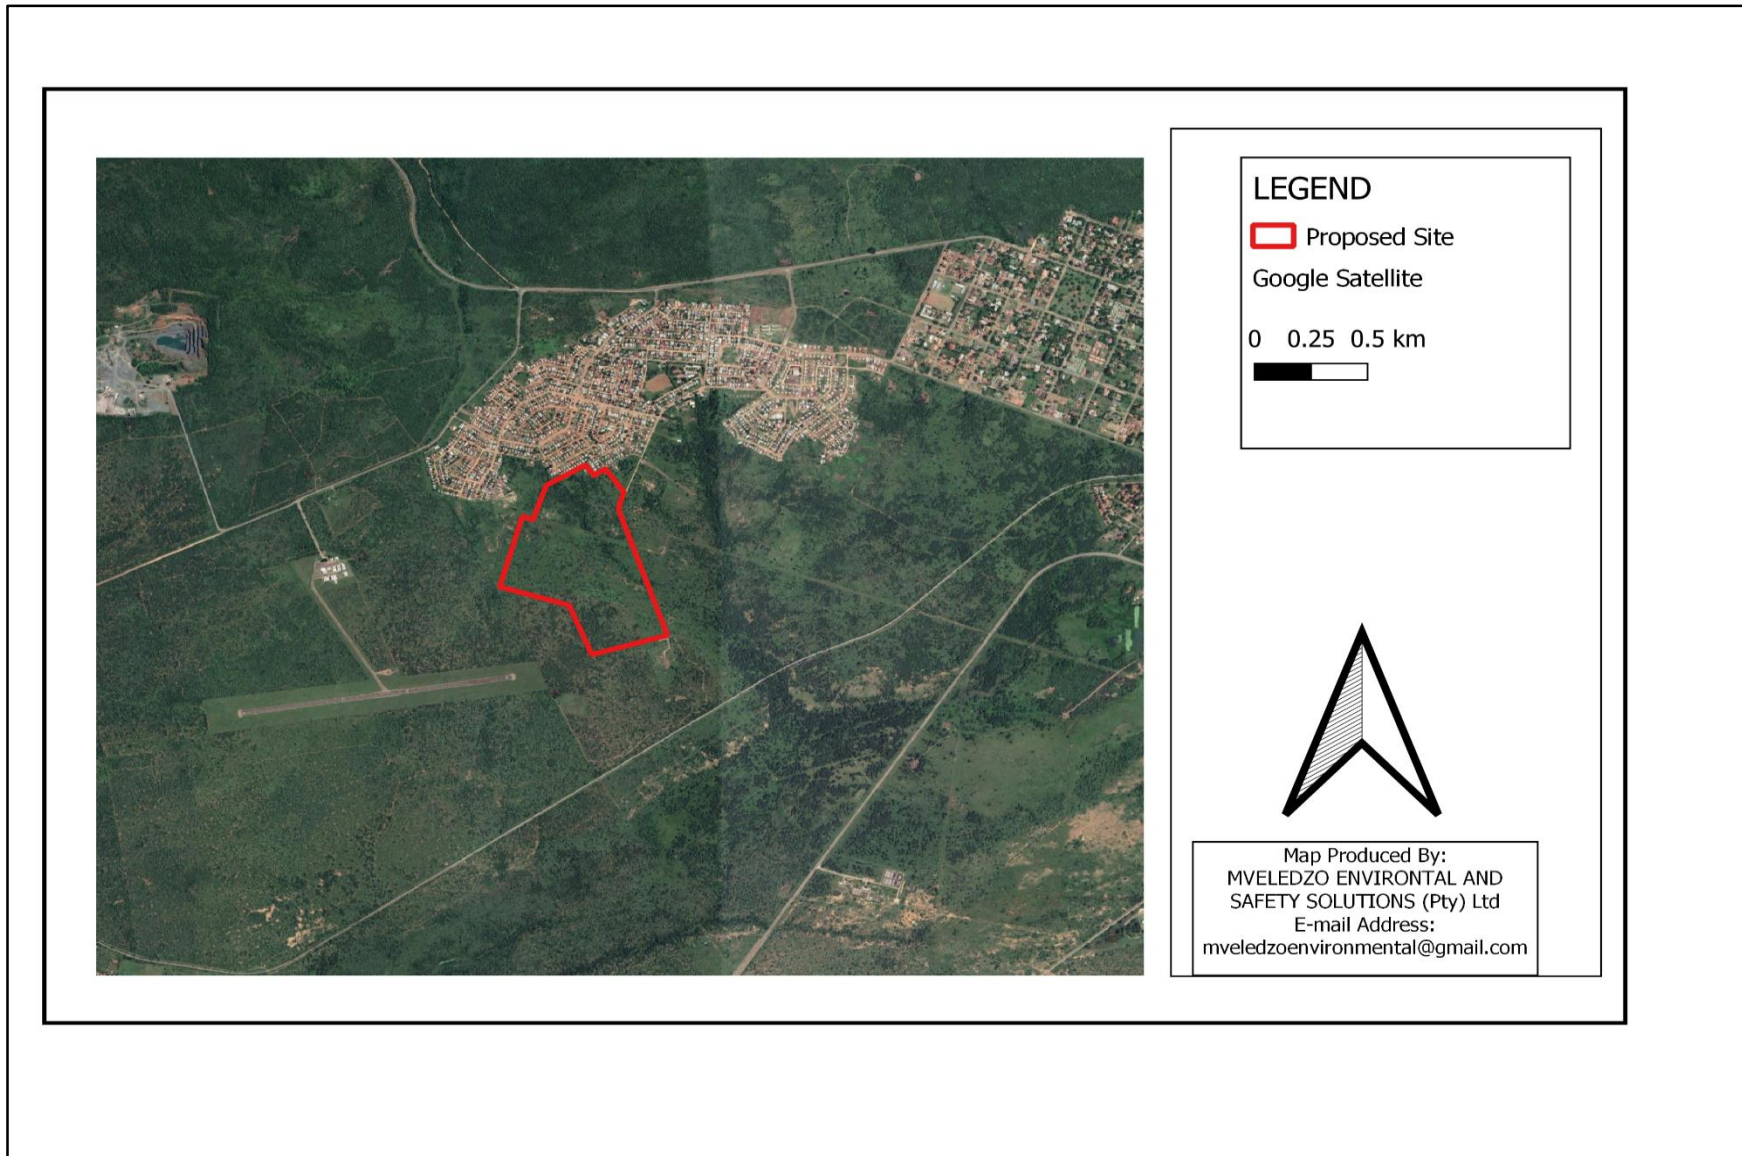 LEGEND
Proposed Site
Google Satellite
0 0.25 0.5 km
Map Produced By:
MVELEDZO ENVIRONTAL AND
SAFETY SOLUTIONS (Pty) Ltd
E-mail Address:
mveledzoenvironmental@gmail.com